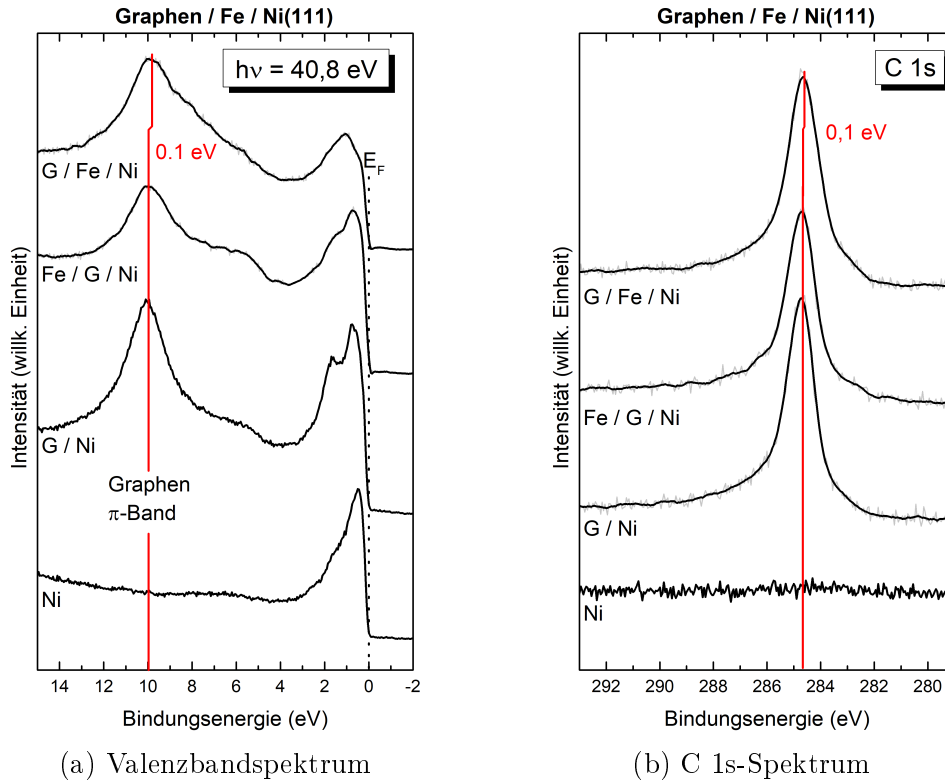 Graphen / Fe / Ni(111)
hν = 40,8 eV
0.1 eV
E_F
G / Fe / Ni
Fe / G / Ni
G / Ni
Graphen
π-Band
Ni
Intensität (willk. Einheit)
14 12 10 8 6 4 2 0 -2
Bindungsenergie (eV)
(a) Valenzbandspektrum
Graphen / Fe / Ni(111)
C 1s
0,1 eV
G / Fe / Ni
Fe / G / Ni
G / Ni
Ni
Intensität (willk. Einheit)
292 290 288 286 284 282 280
Bindungsenergie (eV)
(b) C 1s-Spektrum